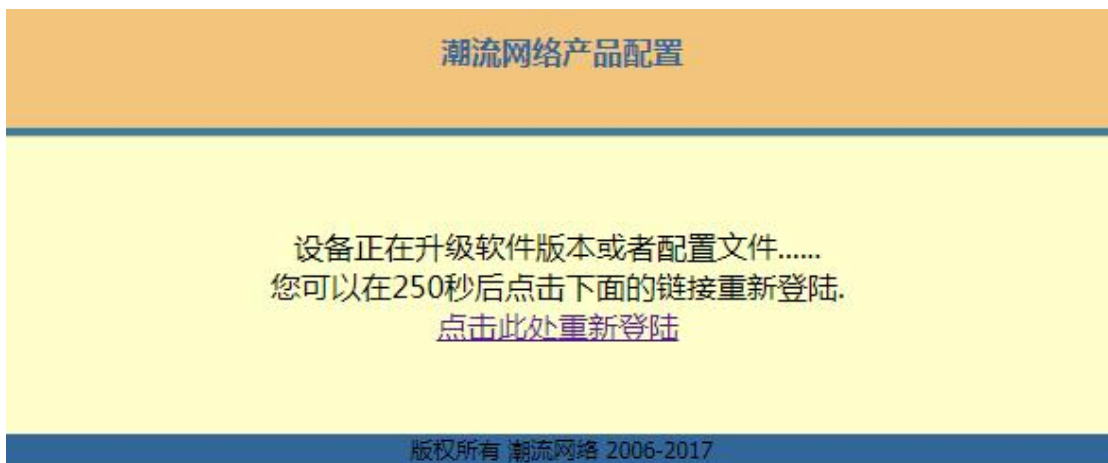 潮流网络产品配置
设备正在升级软件版本或者配置文件......
您可以在250秒后点击下面的链接重新登陆.
点击此处重新登陆
版权所有 潮流网络 2006-2017